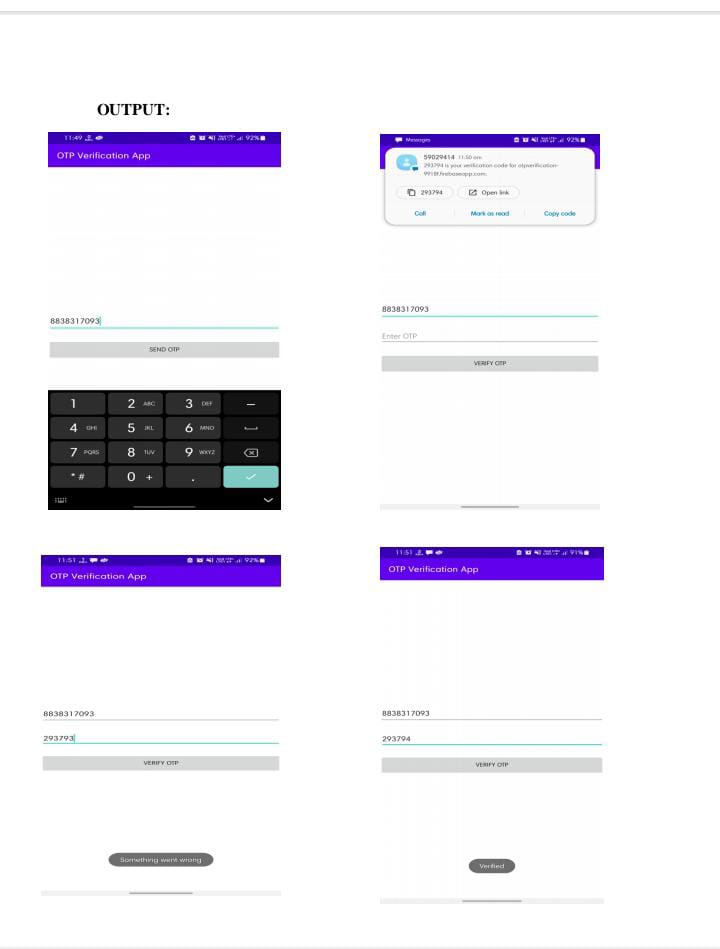 OUTPUT:
11:49 92%
OTP Verification App
8838317093
SEND OTP
1 2 ABC 3 DEF –
4 GHI 5 JKL 6 MNO
7 PQRS 8 TUV 9 WXYZ
* # 0 + .
Messages 92%
59029414 11:50 am
293794 is your verification code for otpverification-
9918f.firebaseapp.com.
293794 Open link
Call Mark as read Copy code
8838317093
Enter OTP
VERIFY OTP
11:51 92%
OTP Verification App
8838317093
293793
VERIFY OTP
Something went wrong
11:51 91%
OTP Verification App
8838317093
293794
VERIFY OTP
Verified